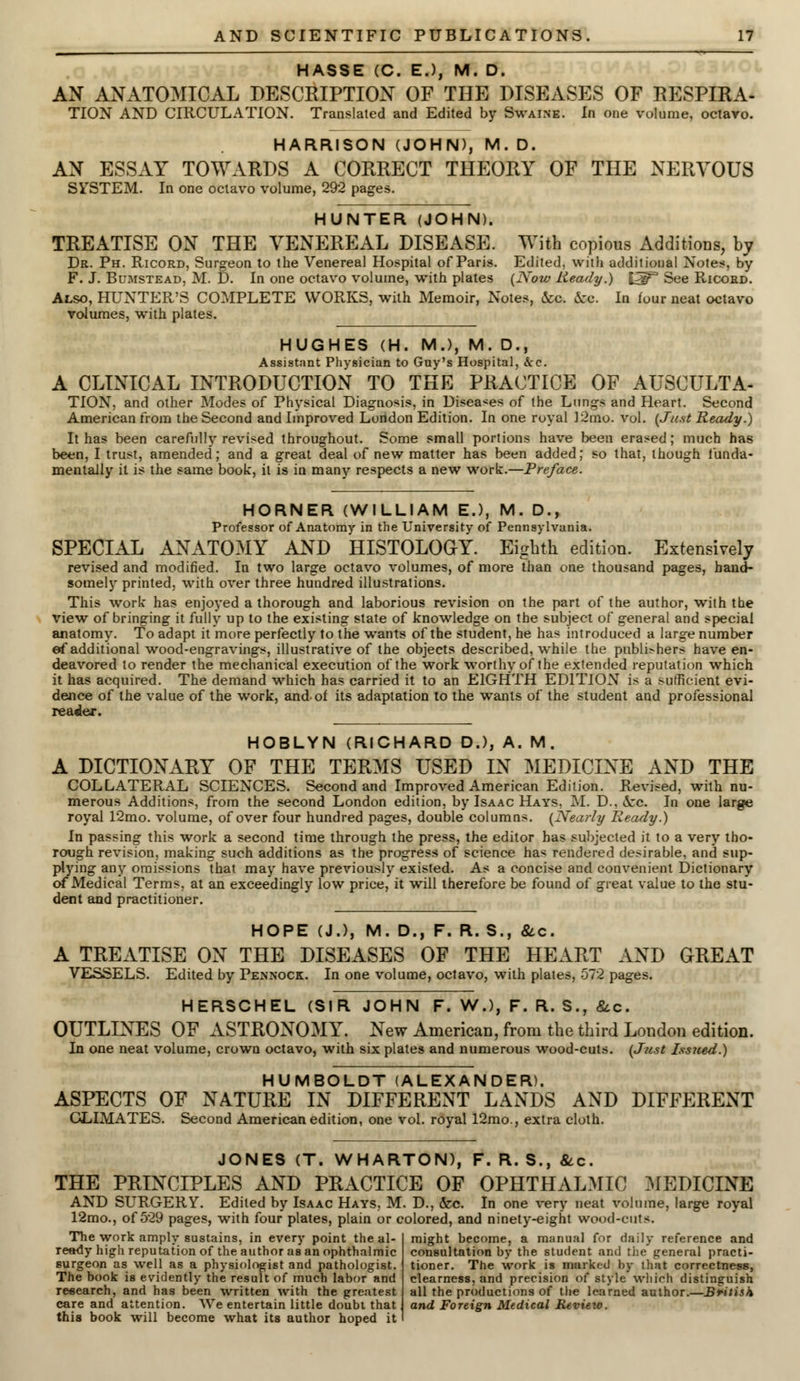 AND SCIENTIFIC PUBLICATIONS. 17
HASSE (C. E.), M. D.
AN ANATOMICAL DESCRIPTION OF THE DISEASES OF RESPIRA-
TION AND CIRCULATION. Translated and Edited by Swaine. In one volume, octavo.
HARRISON (JOHN), M. D.
AN ESSAY TOWARDS A CORRECT THEORY OF THE NERVOUS
SYSTEM. In one octavo volume, 292 pages.
HUNTER (JOHN).
TREATISE ON THE VENEREAL DISEASE. With copious Additions, by
Dr. Ph. Ricord, Surgeon to the Venereal Hospital of Paris. Edited, with additional Notes, by
F. J. Bumstead, M. D. In one octavo volume, with plates (Now Ready.) ☞ See Ricord.
Also, HUNTER'S COMPLETE WORKS, with Memoir, Notes, &c. &c. In four neat octavo
volumes, with plates.
HUGHES (H. M.), M. D.,
Assistant Physician to Guy's Hospital, &c.
A CLINICAL INTRODUCTION TO THE PRACTICE OF AUSCULTA-
TION, and other Modes of Physical Diagnosis, in Diseases of the Lungs and Heart. Second
American from the Second and Improved London Edition. In one royal 12mo. vol. (Just Ready.)
It has been carefully revised throughout. Some small portions have been erased; much has
been, I trust, amended; and a great deal of new matter has been added; so that, though funda-
mentally it is the same book, it is in many respects a new work.—Preface.
HORNER (WILLIAM E.), M. D.,
Professor of Anatomy in the University of Pennsylvania.
SPECIAL ANATOMY AND HISTOLOGY. Eighth edition. Extensively
revised and modified. In two large octavo volumes, of more than one thousand pages, hand-
somely printed, with over three hundred illustrations.
This work has enjoyed a thorough and laborious revision on the part of the author, with the
view of bringing it fully up to the existing state of knowledge on the subject of general and special
anatomy. To adapt it more perfectly to the wants of the student, he has introduced a large number
of additional wood-engravings, illustrative of the objects described, while the publishers have en-
deavored to render the mechanical execution of the work worthy of the extended reputation which
it has acquired. The demand which has carried it to an EIGHTH EDITION is a sufficient evi-
dence of the value of the work, and of its adaptation to the wants of the student and professional
reader.
HOBLYN (RICHARD D.), A. M.
A DICTIONARY OF THE TERMS USED IN MEDICINE AND THE
COLLATERAL SCIENCES. Second and Improved American Edition. Revised, with nu-
merous Additions, from the second London edition, by Isaac Hays, M. D., &c. In one large
royal 12mo. volume, of over four hundred pages, double columns. (Nearly Ready.)
In passing this work a second time through the press, the editor has subjected it to a very tho-
rough revision, making such additions as the progress of science has rendered desirable, and sup-
plying any omissions that may have previously existed. As a concise and convenient Dictionary
of Medical Terms, at an exceedingly low price, it will therefore be found of great value to the stu-
dent and practitioner.
HOPE (J.), M. D., F. R. S., &c.
A TREATISE ON THE DISEASES OF THE HEART AND GREAT
VESSELS. Edited by Pennock. In one volume, octavo, with plates, 572 pages.
HERSCHEL (SIR JOHN F. W.), F. R. S., &c.
OUTLINES OF ASTRONOMY. New American, from the third London edition.
In one neat volume, crown octavo, with six plates and numerous wood-cuts. (Just Issued.)
HUMBOLDT (ALEXANDER).
ASPECTS OF NATURE IN DIFFERENT LANDS AND DIFFERENT
CLIMATES. Second American edition, one vol. royal 12mo., extra cloth.
JONES (T. WHARTON), F. R. S., &c.
THE PRINCIPLES AND PRACTICE OF OPHTHALMIC MEDICINE
AND SURGERY. Edited by Isaac Hays, M. D., &c. In one very neat volume, large royal
12mo., of 529 pages, with four plates, plain or colored, and ninety-eight wood-cuts.
The work amply sustains, in every point the al-
ready high reputation of the author as an ophthalmic
surgeon as well as a physiologist and pathologist.
The book is evidently the result of much labor and
research, and has been written with the greatest
care and attention. We entertain little doubt that
this book will become what its author hoped it
might become, a manual for daily reference and
consultation by the student and the general practi-
tioner. The work is marked by that correctness,
clearness, and precision of style which distinguish
all the productions of the learned author.—British
and Foreign Medical Review.